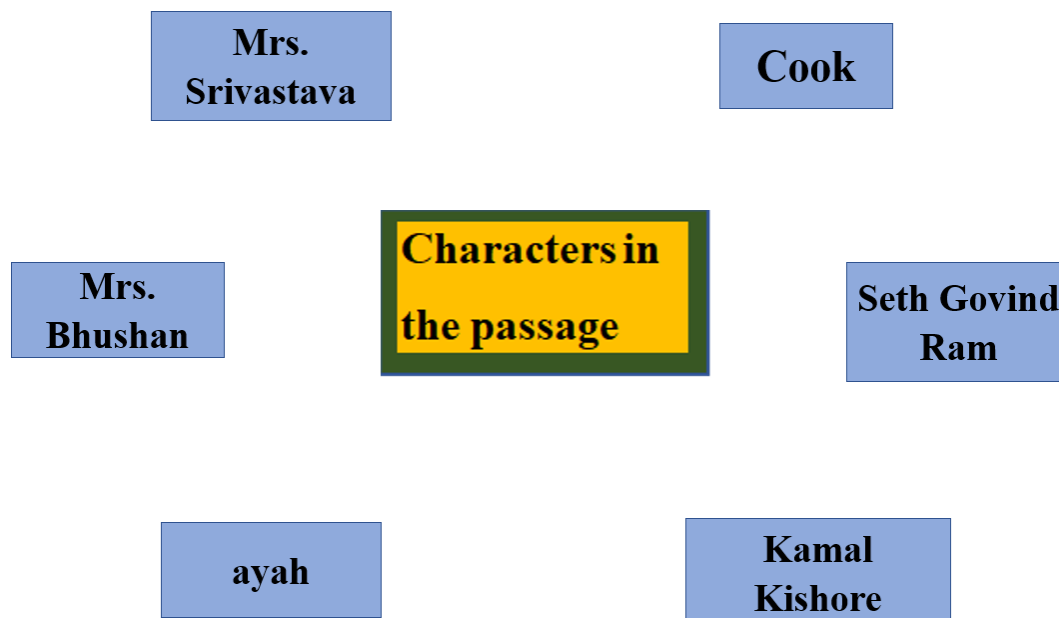 Mrs.
Srivastava
Cook
Characters in
the passage
Mrs.
Bhushan
Seth Govind
Ram
ayah
Kamal
Kishore